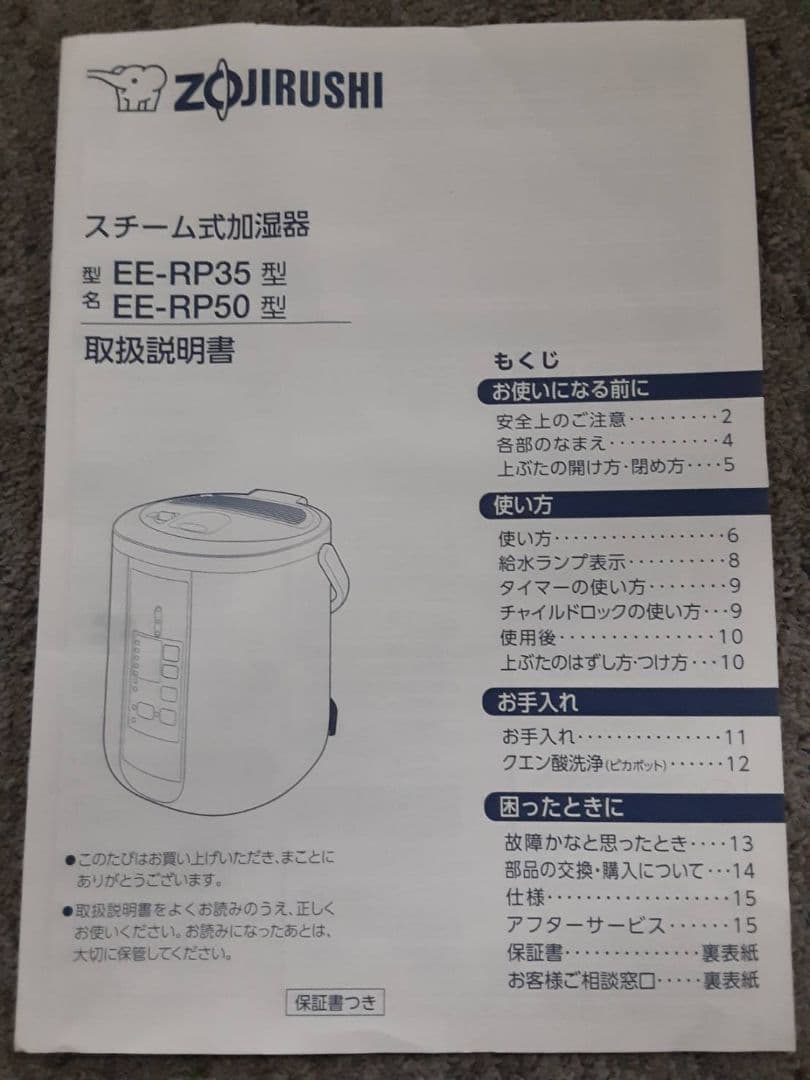 ZOJIRUSHI
スチーム式加湿器
型名 EE-RP35 型
EE-RP50 型
取扱説明書
もくじ
お使いになる前に
安全上のご注意・・・・・・・・・2
各部のなまえ・・・・・・・・・・・4
上ぶたの開け方・閉め方・・・・5
使い方
使い方・・・・・・・・・・・・・・・・・・6
給水ランプ表示・・・・・・・・・・8
タイマーの使い方・・・・・・・・9
チャイルドロックの使い方・・・9
使用後・・・・・・・・・・・・・・・・10
上ぶたのはずし方・つけ方・・・10
お手入れ
お手入れ・・・・・・・・・・・・・・・11
クエン酸洗浄(ピカポット)・・・・・・12
困ったときに
故障かなと思ったとき・・・・13
部品の交換・購入について・・・14
仕様・・・・・・・・・・・・・・・・・・15
アフターサービス・・・・・・15
保証書・・・・・・・・・・・・・・裏表紙
お客様ご相談窓口・・・・・裏表紙
●このたびはお買い上げいただき、まことに
ありがとうございます。
●取扱説明書をよくお読みのうえ、正しく
お使いください。お読みになったあとは、
大切に保管してください。
保証書つき